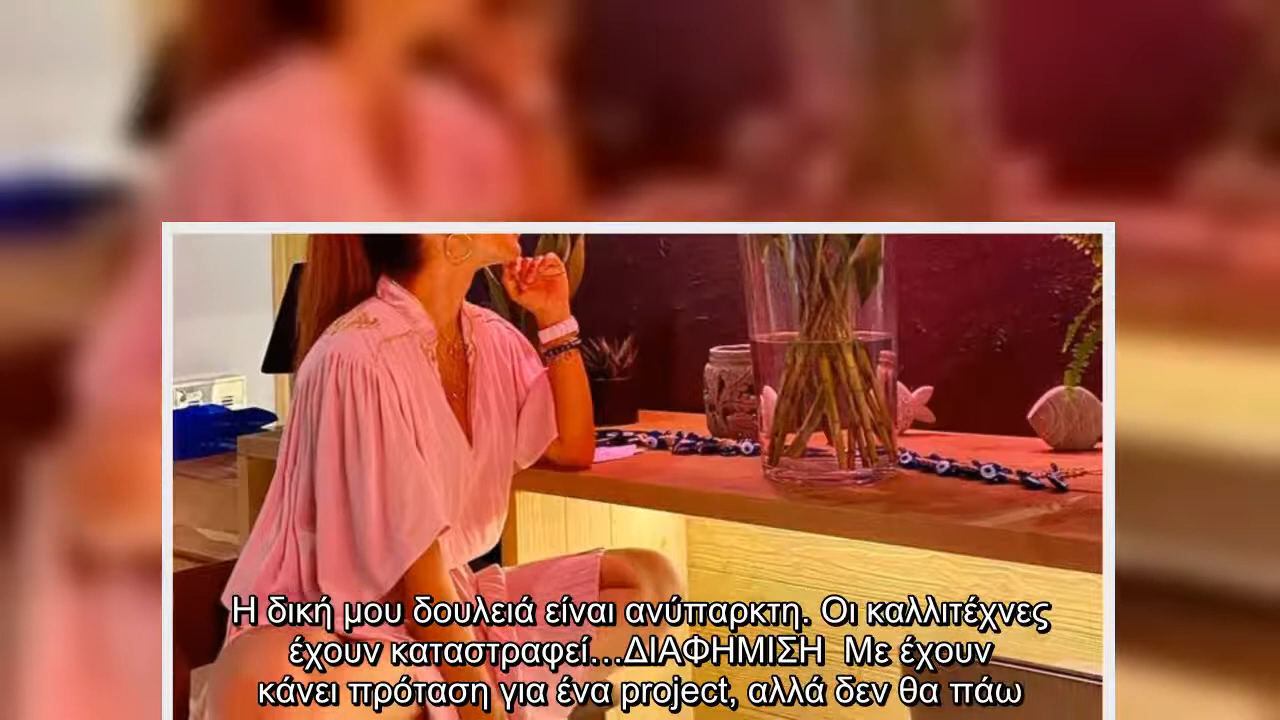 Η δική μου δουλειά είναι ανύπαρκτη. Οι καλλιτέχνες
έχουν καταστραφεί...ΔΙΑΦΗΜΙΣΗ  Με έχουν
κάνει πρόταση για ένα project, αλλά δεν θα πάω